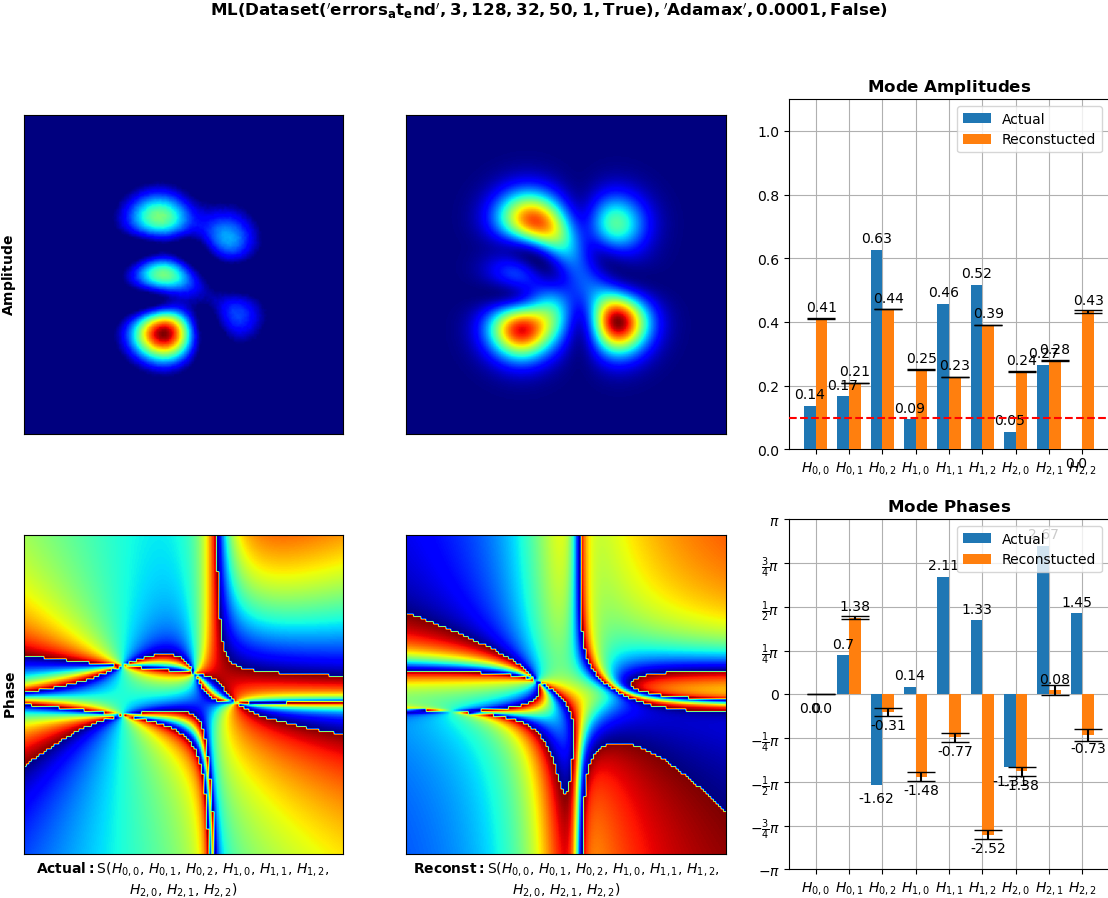 ML(Dataset('errors_at_end', 3, 128, 32, 50, 1, True), 'Adamax', 0.0001, False)
Amplitude
Mode Amplitudes
Actual
Reconstucted
1.0
0.8
0.6
0.4
0.2
0.0
0.14 0.41 0.17 0.21 0.63 0.44 0.09 0.25 0.46 0.23 0.52 0.39 0.05 0.24 0.27 0.28 0.0 0.43
H0,0 H0,1 H0,2 H1,0 H1,1 H1,2 H2,0 H2,1 H2,2
Phase
Actual: S(H0,0, H0,1, H0,2, H1,0, H1,1, H1,2,
H2,0, H2,1, H2,2)
Reconst: S(H0,0, H0,1, H0,2, H1,0, H1,1, H1,2,
H2,0, H2,1, H2,2)
Mode Phases
Actual
Reconstucted
π
3/4π
1/2π
1/4π
0
−1/4π
−1/2π
−3/4π
−π
0.0 0.0 0.7 1.38 -1.62 -0.31 0.14 -1.48 2.11 -0.77 1.33 -2.52 -1.38 0.08 1.45 -0.73
H0,0 H0,1 H0,2 H1,0 H1,1 H1,2 H2,0 H2,1 H2,2